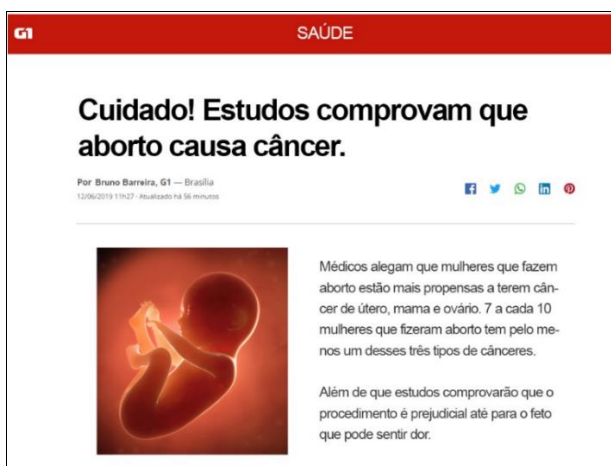 G1
SAÚDE
Cuidado! Estudos comprovam que
aborto causa câncer.
Por Bruno Barreira, G1 — Brasília
12/06/2019 11h27 · Atualizado há 56 minutos
Médicos alegam que mulheres que fazem
aborto estão mais propensas a terem cân-
cer de útero, mama e ovário. 7 a cada 10
mulheres que fizeram aborto tem pelo me-
nos um desses três tipos de cânceres.
Além de que estudos comprovarão que o
procedimento é prejudicial até para o feto
que pode sentir dor.